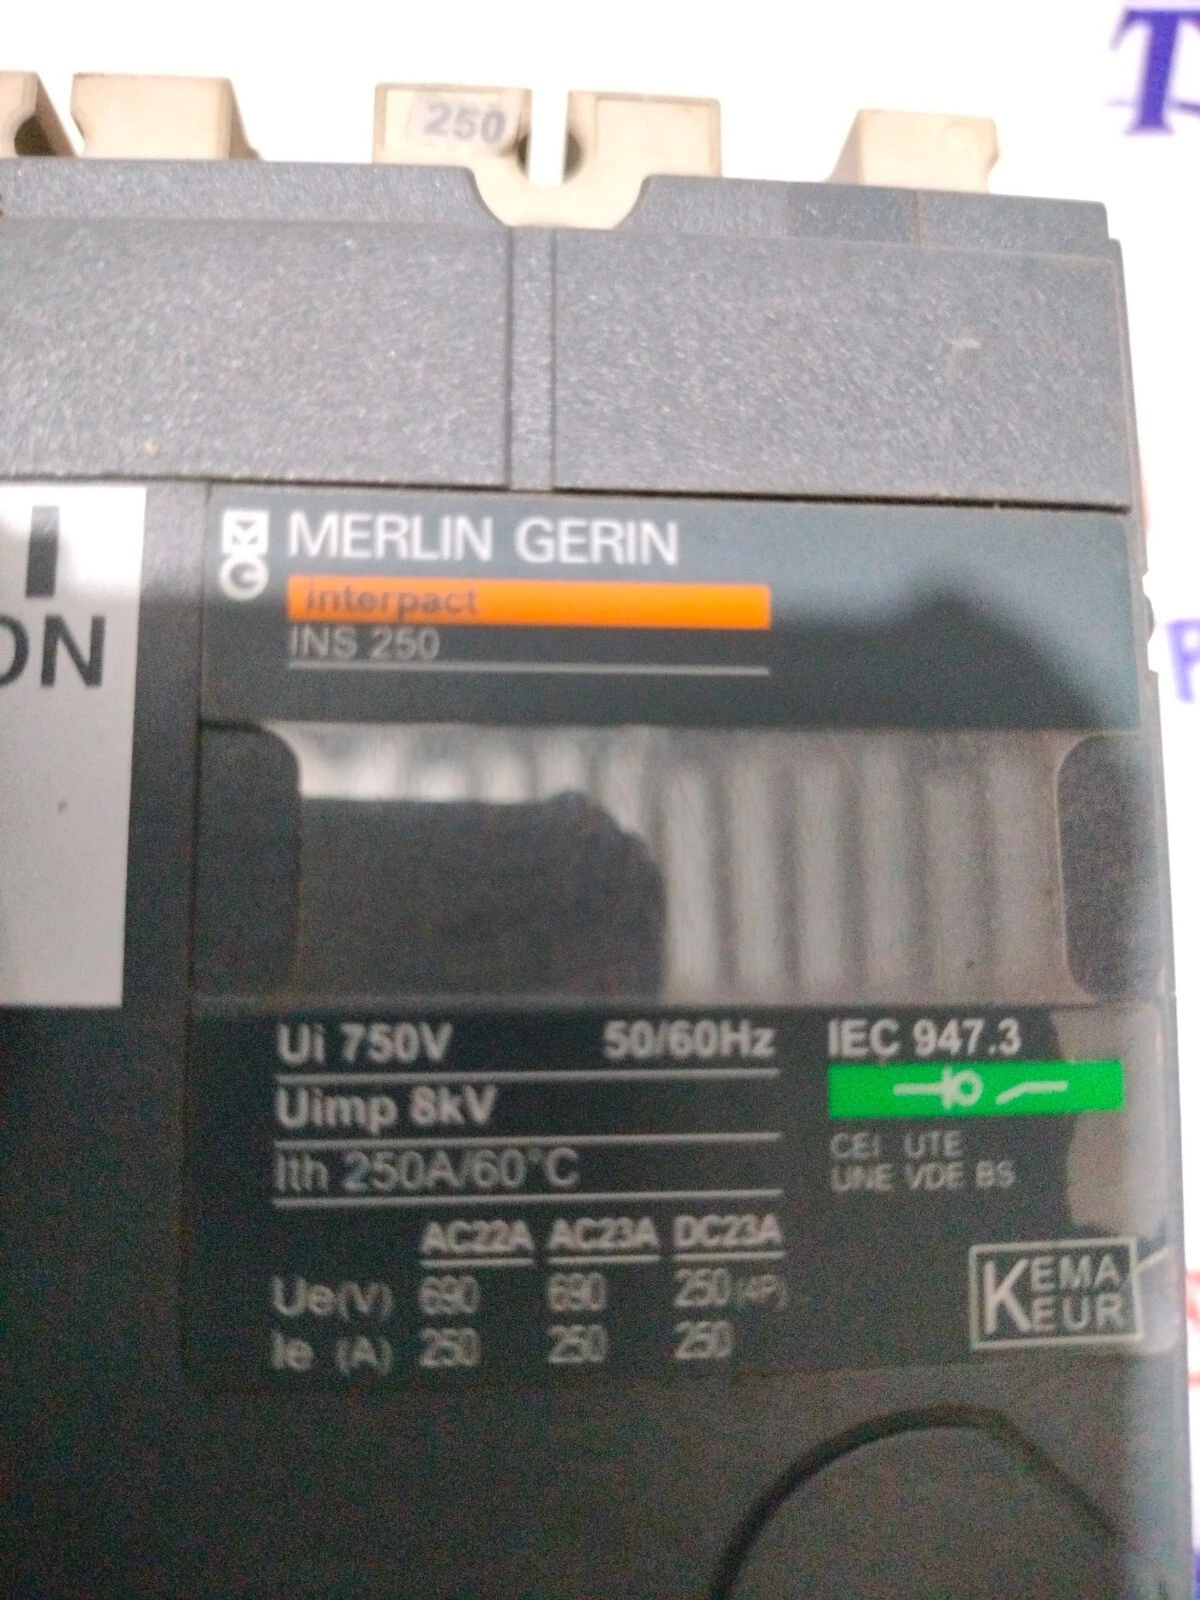 T
250
I
ON
MERLIN GERIN
interpact
INS 250
P
Ui 750V 50/60Hz
Uimp 8kV
Ith 250A/60°C
IEC 947.3
CEI UTE
UNE VDE BS
AC22A AC23A DC23A
Ue(V) 690 690 250 (4P)
Ie (A) 250 250 250
KEMA
KEUR